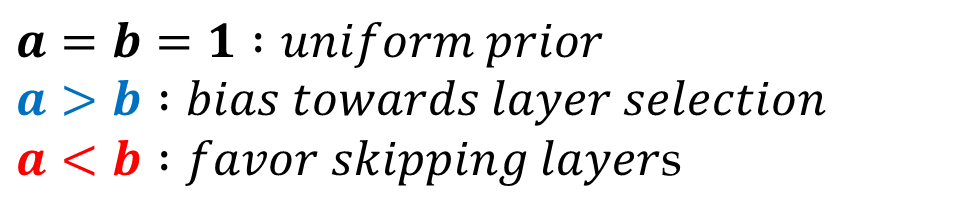 a = b = 1 : uniform prior
a > b : bias towards layer selection
a < b : favor skipping layers